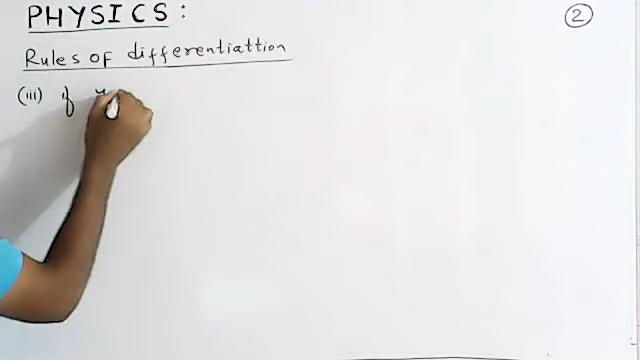 PHYSICS :
②
Rules of differentiattion
(iii) if y